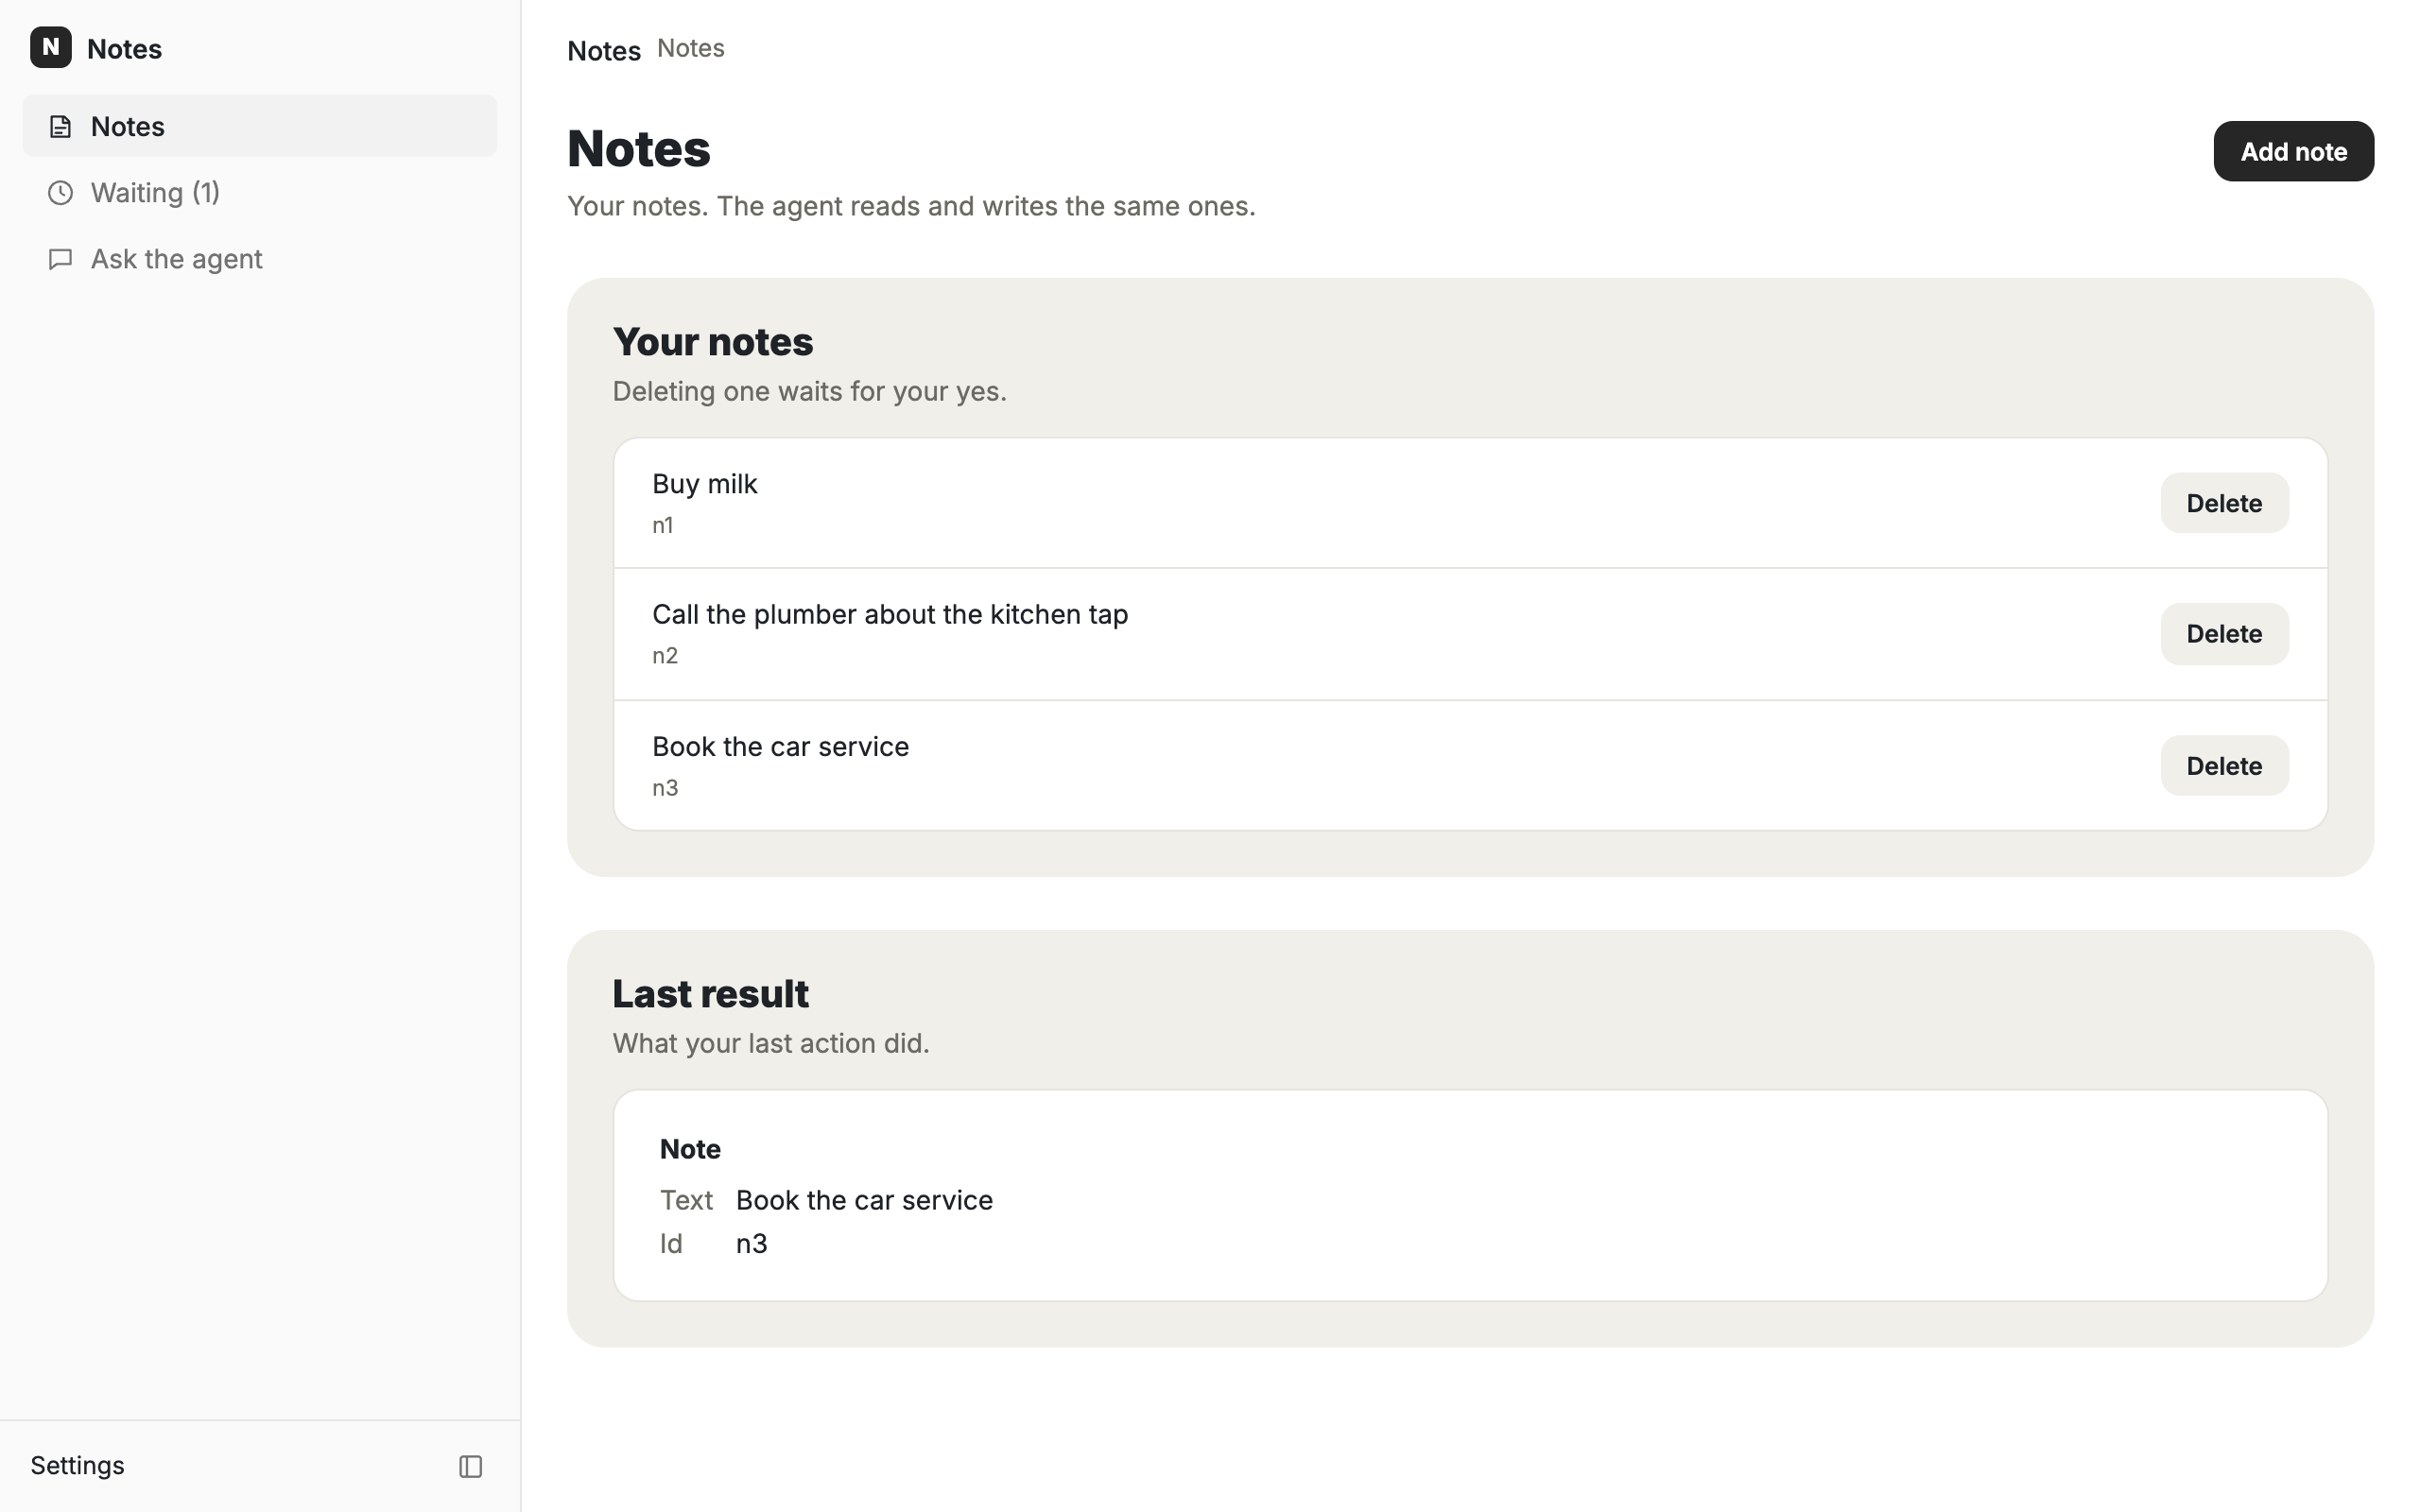 N Notes
Notes
Waiting (1)
Ask the agent
Settings
Notes Notes
Notes
Add note
Your notes. The agent reads and writes the same ones.
Your notes
Deleting one waits for your yes.
Buy milk
n1
Delete
Call the plumber about the kitchen tap
n2
Delete
Book the car service
n3
Delete
Last result
What your last action did.
Note
Text Book the car service
Id n3